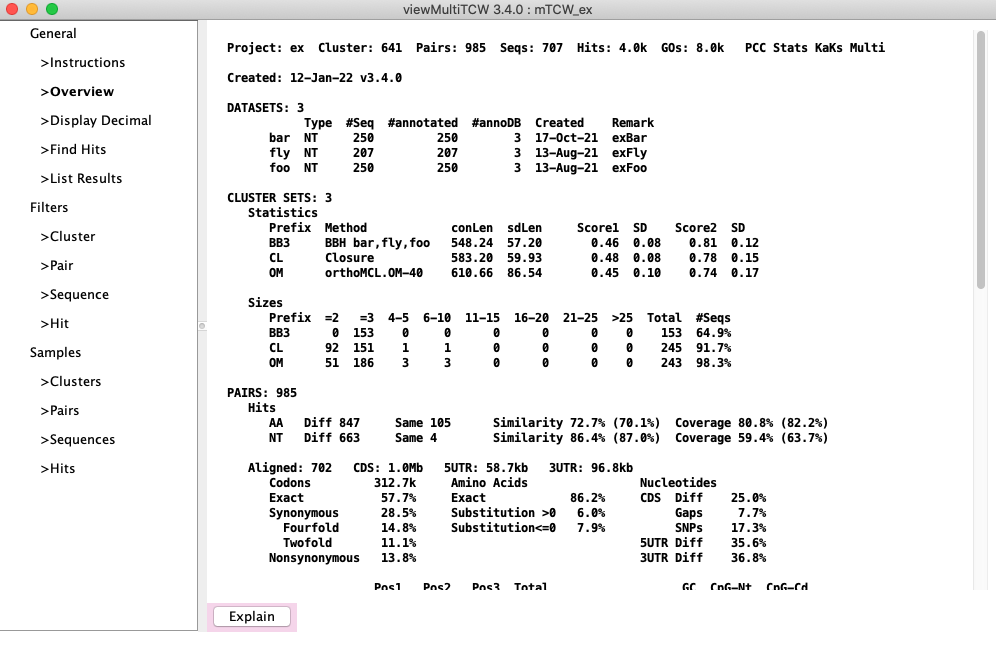 viewMultiTCW 3.4.0 : mTCW_ex
General
>Instructions
>Overview
>Display Decimal
>Find Hits
>List Results
Filters
>Cluster
>Pair
>Sequence
>Hit
Samples
>Clusters
>Pairs
>Sequences
>Hits
Project: ex Cluster: 641 Pairs: 985 Seqs: 707 Hits: 4.0k GOs: 8.0k PCC Stats KaKs Multi
Created: 12-Jan-22 v3.4.0
DATASETS: 3
Type #Seq #annotated #annoDB Created Remark
bar NT 250 250 3 17-Oct-21 exBar
fly NT 207 207 3 13-Aug-21 exFly
foo NT 250 250 3 13-Aug-21 exFoo
CLUSTER SETS: 3
Statistics
Prefix Method conLen sdLen Score1 SD Score2 SD
BB3 BBH bar,fly,foo 548.24 57.20 0.46 0.08 0.81 0.12
CL Closure 583.20 59.93 0.48 0.08 0.78 0.15
OM orthoMCL.OM-40 610.66 86.54 0.45 0.10 0.74 0.17
Sizes
Prefix =2 =3 4-5 6-10 11-15 16-20 21-25 >25 Total #Seqs
BB3 0 153 0 0 0 0 0 0 153 64.9%
CL 92 151 1 1 0 0 0 0 245 91.7%
OM 51 186 3 3 0 0 0 0 243 98.3%
PAIRS: 985
Hits
AA Diff 847 Same 105 Similarity 72.7% (70.1%) Coverage 80.8% (82.2%)
NT Diff 663 Same 4 Similarity 86.4% (87.0%) Coverage 59.4% (63.7%)
Aligned: 702 CDS: 1.0Mb 5UTR: 58.7kb 3UTR: 96.8kb
Codons 312.7k Amino Acids Nucleotides
Exact 57.7% Exact 86.2% CDS Diff 25.0%
Synonymous 28.5% Substitution >0 6.0% Gaps 7.7%
Fourfold 14.8% Substitution<=0 7.9% SNPs 17.3%
Twofold 11.1% 5UTR Diff 35.6%
Nonsynonymous 13.8% 3UTR Diff 36.8%
Pos1 Pos2 Pos3 Total GC CpG-Nt CpG-Cd
Explain